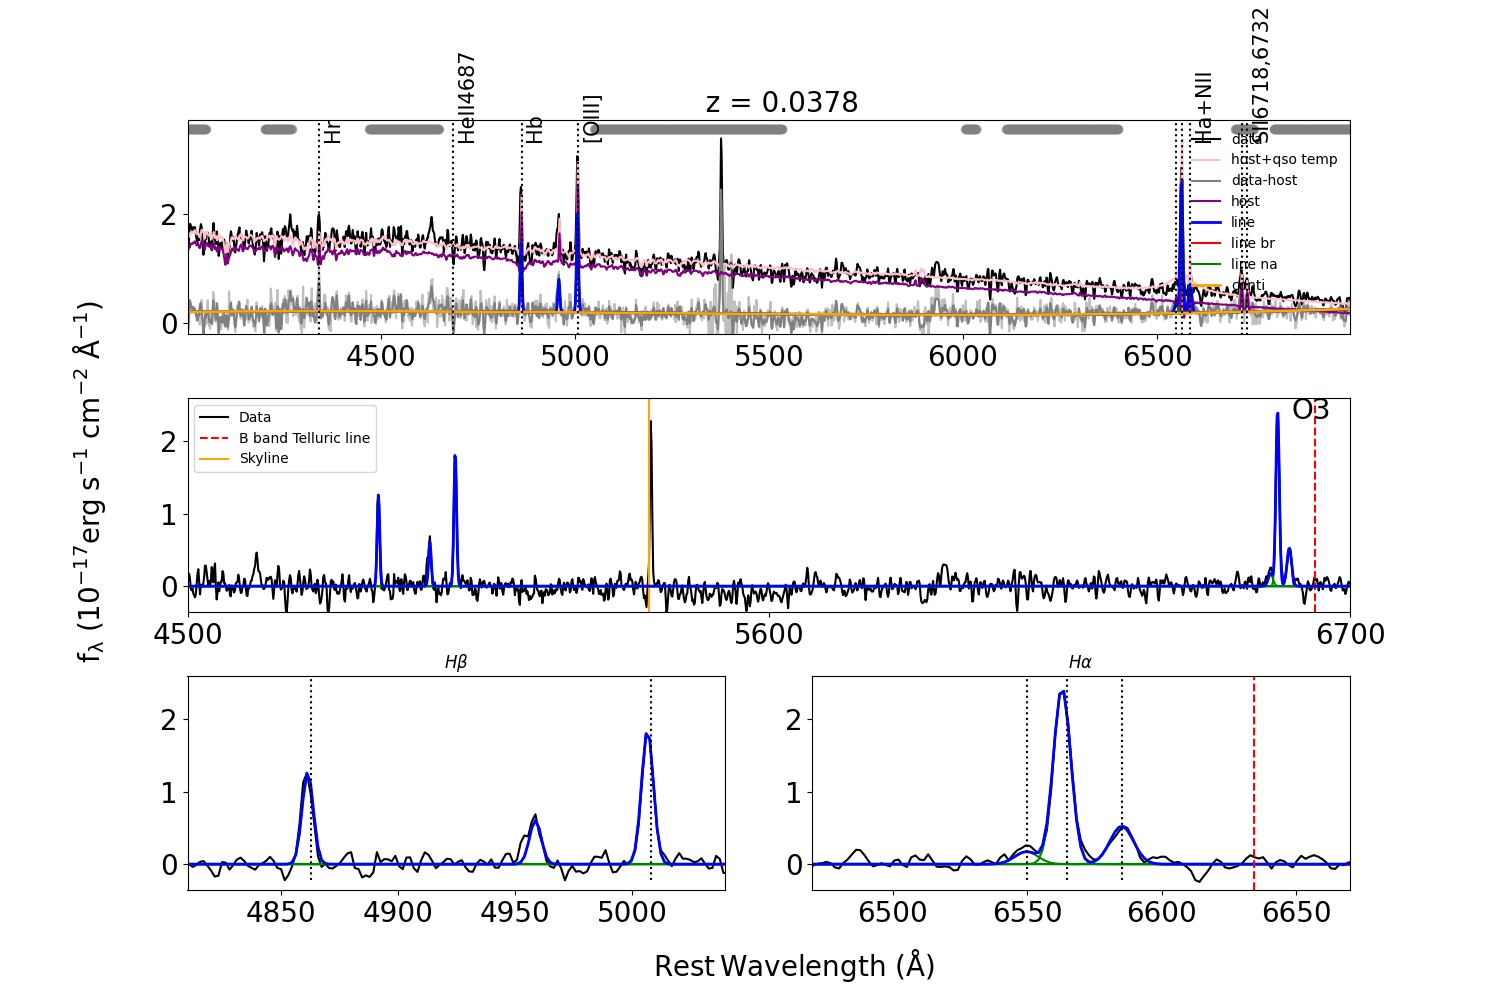 z = 0.0378
Hr
HeII4687
Hb
[OIII]
Ha+NII
SII6718,6732
data
host+qso temp
data-host
host
line
line br
line na
conti
2
0
4500 5000 5500 6000 6500
fλ (10⁻¹⁷erg s⁻¹ cm⁻² Å⁻¹)
Data
B band Telluric line
Skyline
O3
2
1
0
4500 5600 6700
Hβ
2
1
0
4850 4900 4950 5000
Hα
2
1
0
6500 6550 6600 6650
Rest Wavelength (Å)